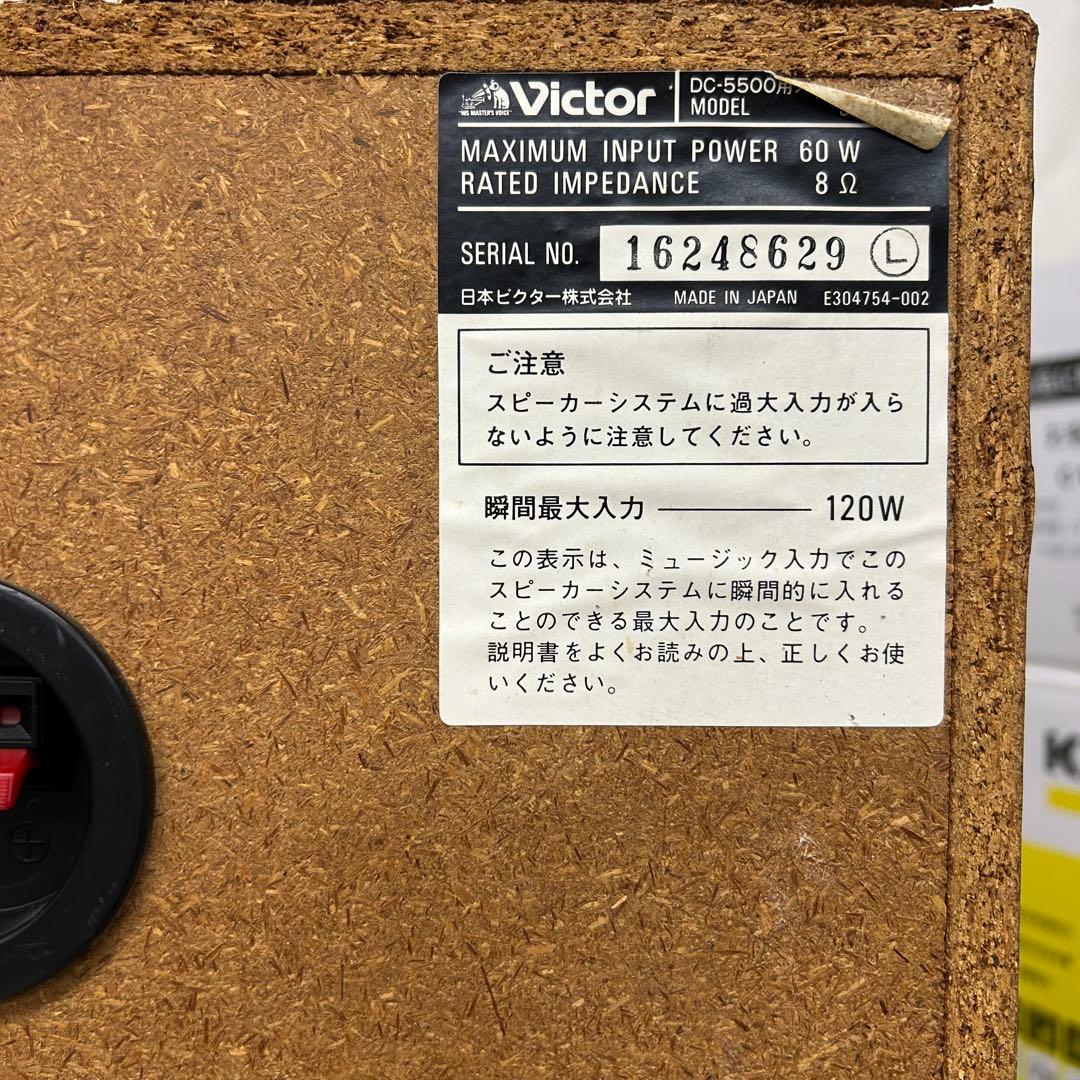 "HIS MASTER'S VOICE"
Victor
DC-5500用
MODEL
MAXIMUM INPUT POWER 60 W
RATED IMPEDANCE 8 Ω
SERIAL NO. 16248629 L
日本ビクター株式会社 MADE IN JAPAN E304754-002
ご注意
スピーカーシステムに過大入力が入ら
ないように注意してください。
瞬間最大入力 ―――― 120W
この表示は、ミュージック入力でこの
スピーカーシステムに瞬間的に入れる
ことのできる最大入力のことです。
説明書をよくお読みの上、正しくお使
いください。
K